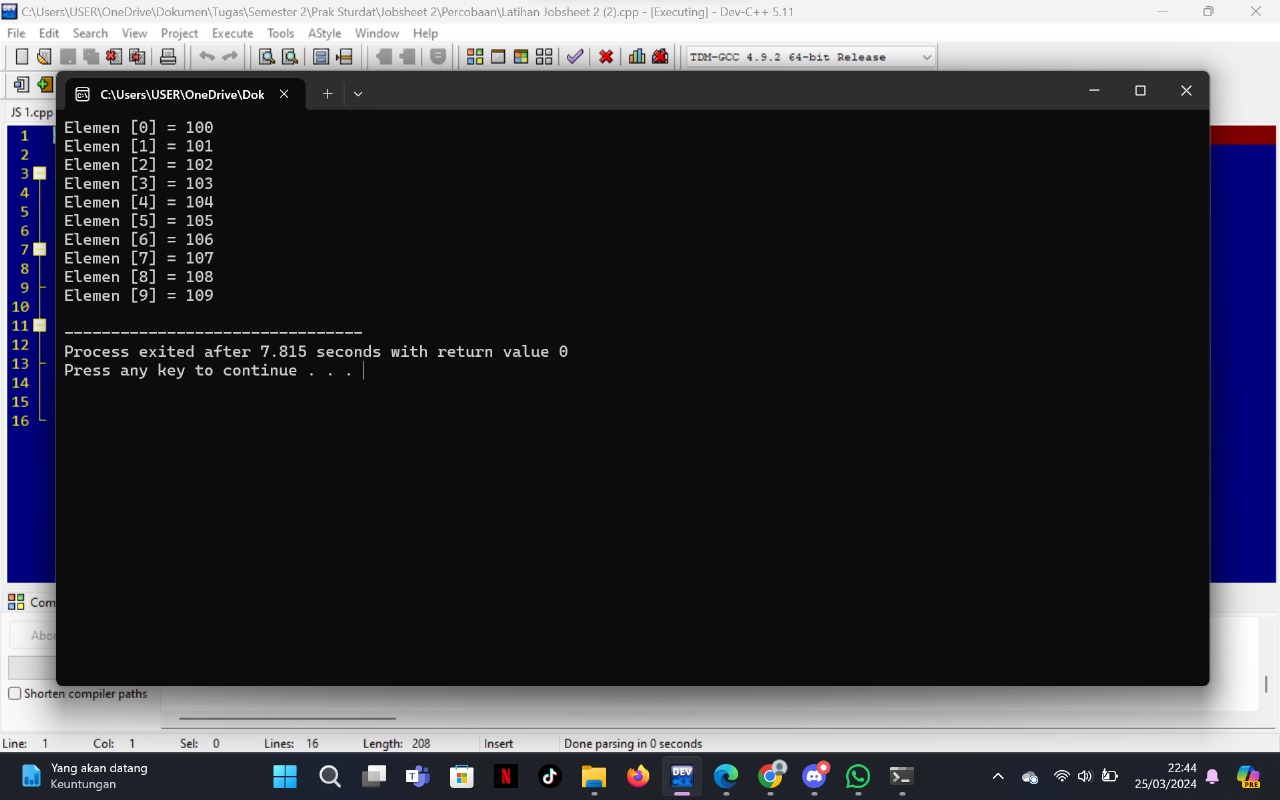 C:\Users\USER\OneDrive\Dokumen\Tugas\Semester 2\Prak Sturdat\Jobsheet 2\Percobaan\Latihan Jobsheet 2 (2).cpp - [Executing] - Dev-C++ 5.11
File Edit Search View Project Execute Tools AStyle Window Help
TDM-GCC 4.9.2 64-bit Release
C:\Users\USER\OneDrive\Dok
JS 1.cpp
1
2
3
4
5
6
7
8
9
10
11
12
13
14
15
16
Elemen [0] = 100
Elemen [1] = 101
Elemen [2] = 102
Elemen [3] = 103
Elemen [4] = 104
Elemen [5] = 105
Elemen [6] = 106
Elemen [7] = 107
Elemen [8] = 108
Elemen [9] = 109
--------------------------------
Process exited after 7.815 seconds with return value 0
Press any key to continue . . .
Com
Abor
Shorten compiler paths
Line: 1 Col: 1 Sel: 0 Lines: 16 Length: 208 Insert Done parsing in 0 seconds
Yang akan datang
Keuntungan
DEV
N
T
PRE
22:44
25/03/2024